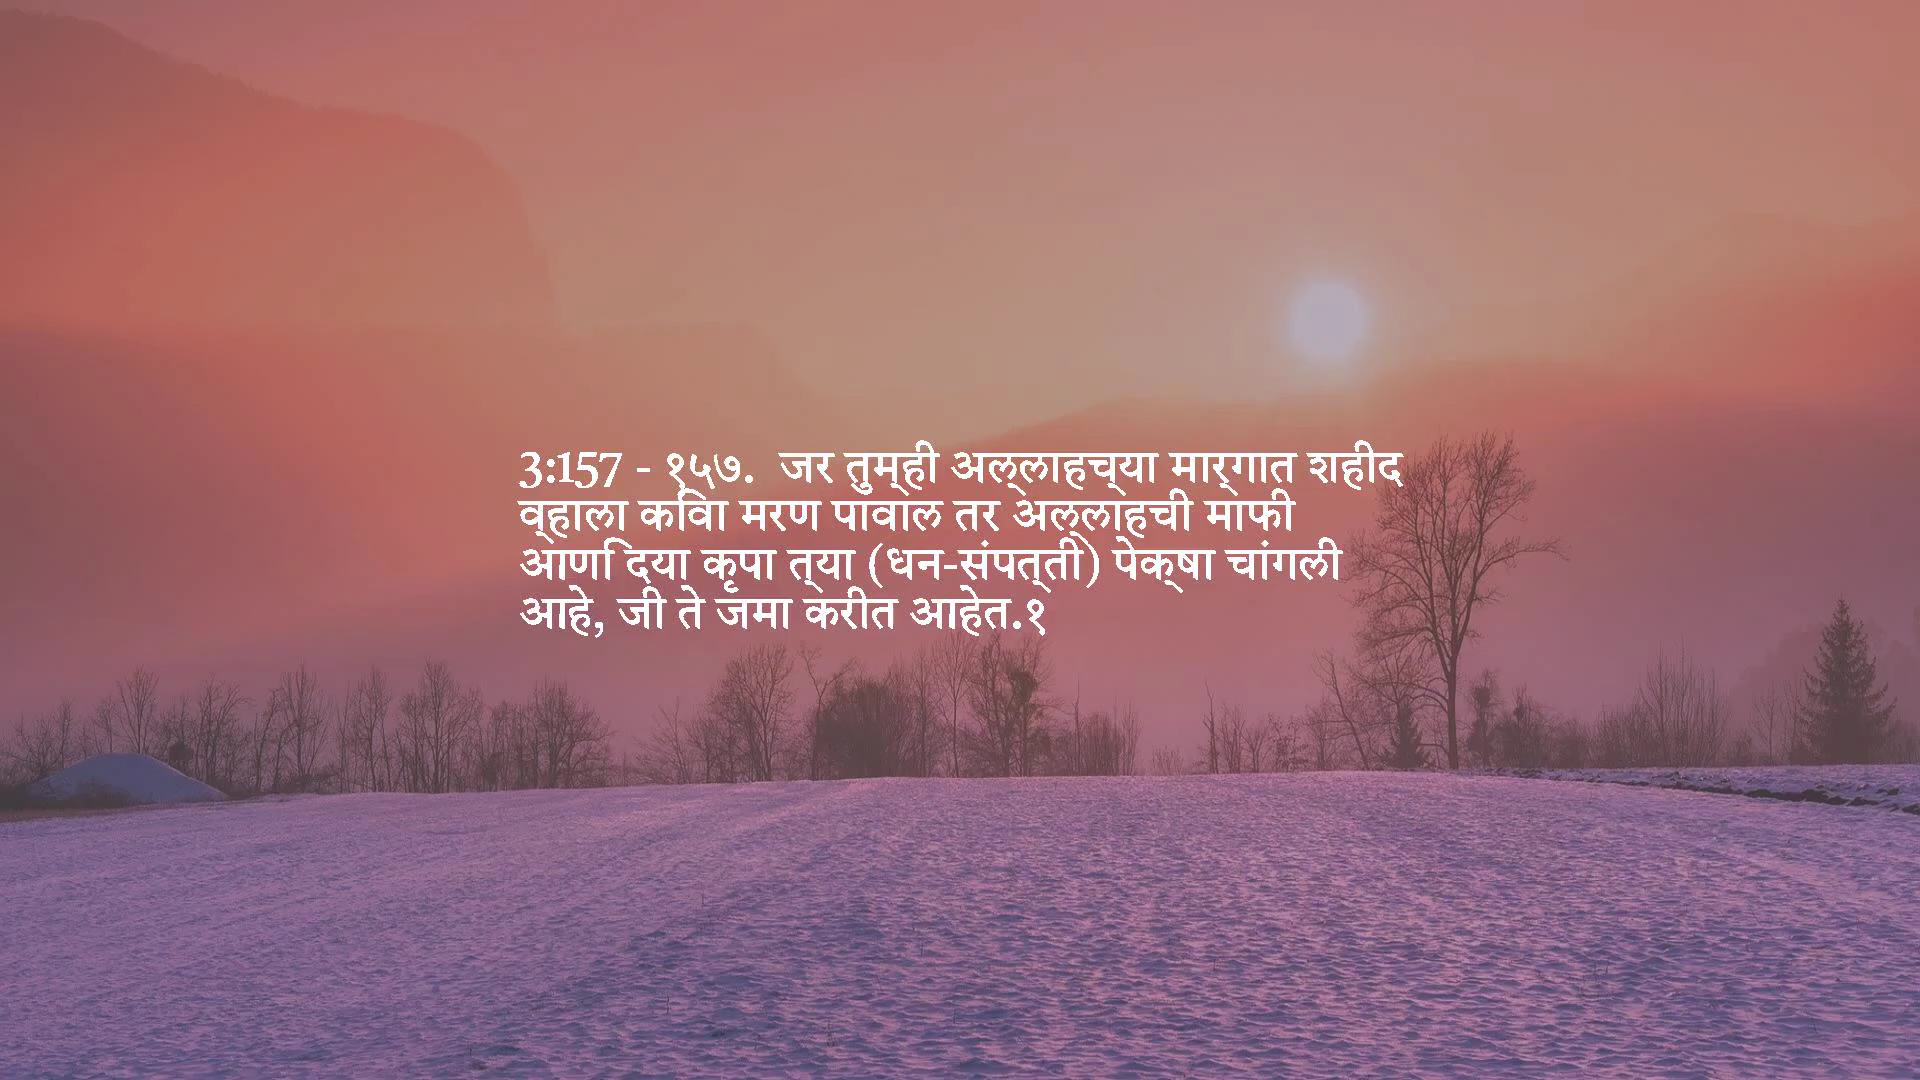 3:157 - १५७.  जर तुम्ही अल्लाहच्या मार्गात शहीद
व्हाला किंवा मरण पावाल तर अल्लाहची माफी
आणि दया कृपा त्या (धन-संपत्ती) पेक्षा चांगली
आहे, जी ते जमा करीत आहेत.१